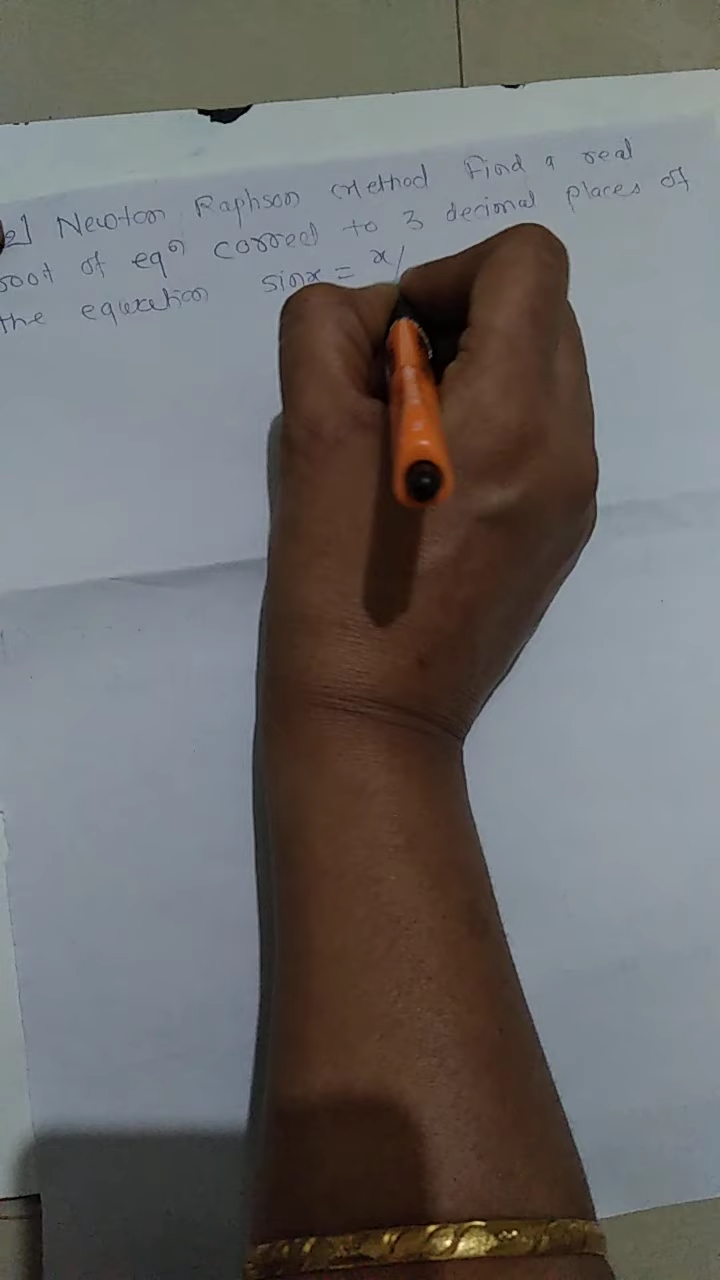 2] Newton Raphson Method Find a real
root of eqn correct to 3 decimal places of
the equation sinx = x/